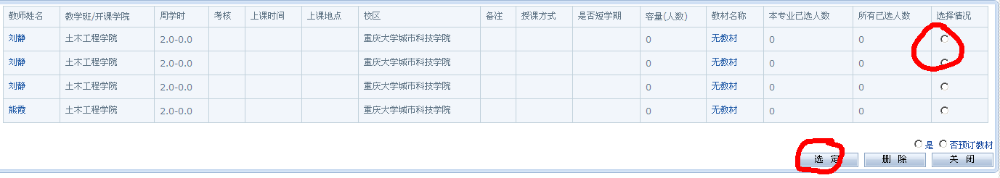 教师姓名 教学班/开课学院 周学时 考核 上课时间 上课地点 校区 备注 授课方式 是否短学期 容量(人数) 教材名称 本专业已选人数 所有已选人数 选择情况
刘静 土木工程学院 2.0-0.0 重庆大学城市科技学院 0 无教材 0 0
刘静 土木工程学院 2.0-0.0 重庆大学城市科技学院 0 无教材 0 0
刘静 土木工程学院 2.0-0.0 重庆大学城市科技学院 0 无教材 0 0
熊霞 土木工程学院 2.0-0.0 重庆大学城市科技学院 0 无教材 0 0
是 否预订教材
选 定 删 除 关 闭